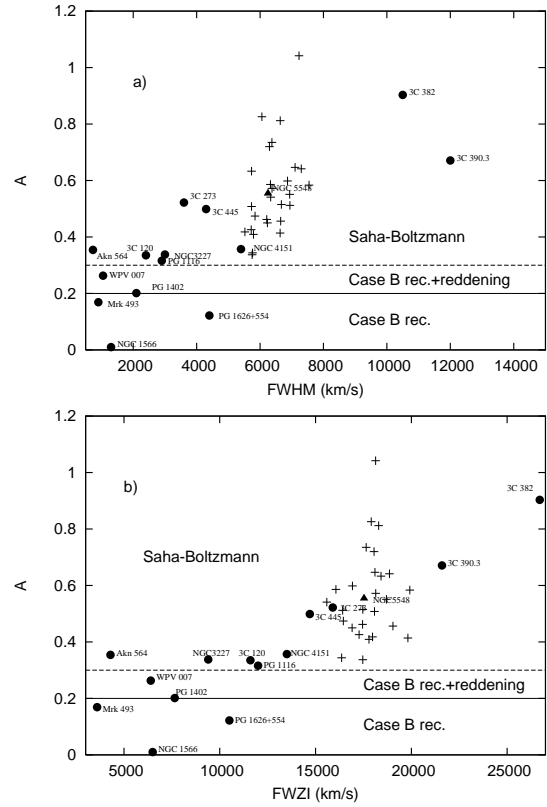 1.2
1
a)
3C 382
0.8
3C 390.3
A
0.6
NGC 5548
3C 273
3C 445
0.4
Saha-Boltzmann
3C 120
NGC 4151
Akn 564
NGC3227
PG 1116
WPV 007
Case B rec.+reddening
0.2
PG 1402
Mrk 493
PG 1626+554
Case B rec.
NGC 1566
0
2000 4000 6000 8000 10000 12000 14000
FWHM (km/s)
1.2
b)
1
3C 382
0.8
Saha-Boltzmann
3C 390.3
A
0.6
NGC5548
3C 273
3C 445
0.4
Akn 564
NGC3227
3C 120
NGC 4151
PG 1116
WPV 007
Case B rec.+reddening
0.2
PG 1402
Mrk 493
PG 1626+554
Case B rec.
NGC 1566
0
5000 10000 15000 20000 25000
FWZI (km/s)